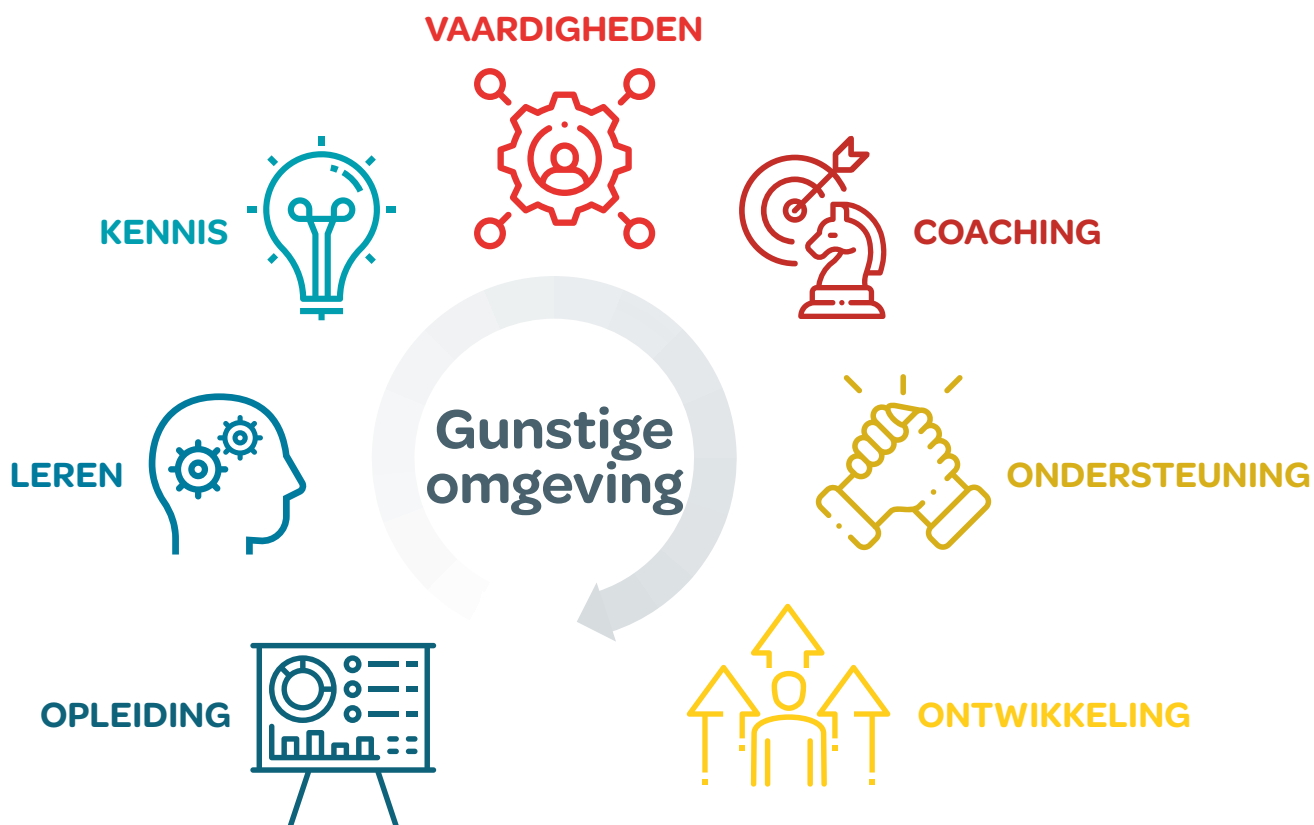 VAARDIGHEDEN
KENNIS
COACHING
Gunstige
omgeving
LEREN
ONDERSTEUNING
OPLEIDING
ONTWIKKELING